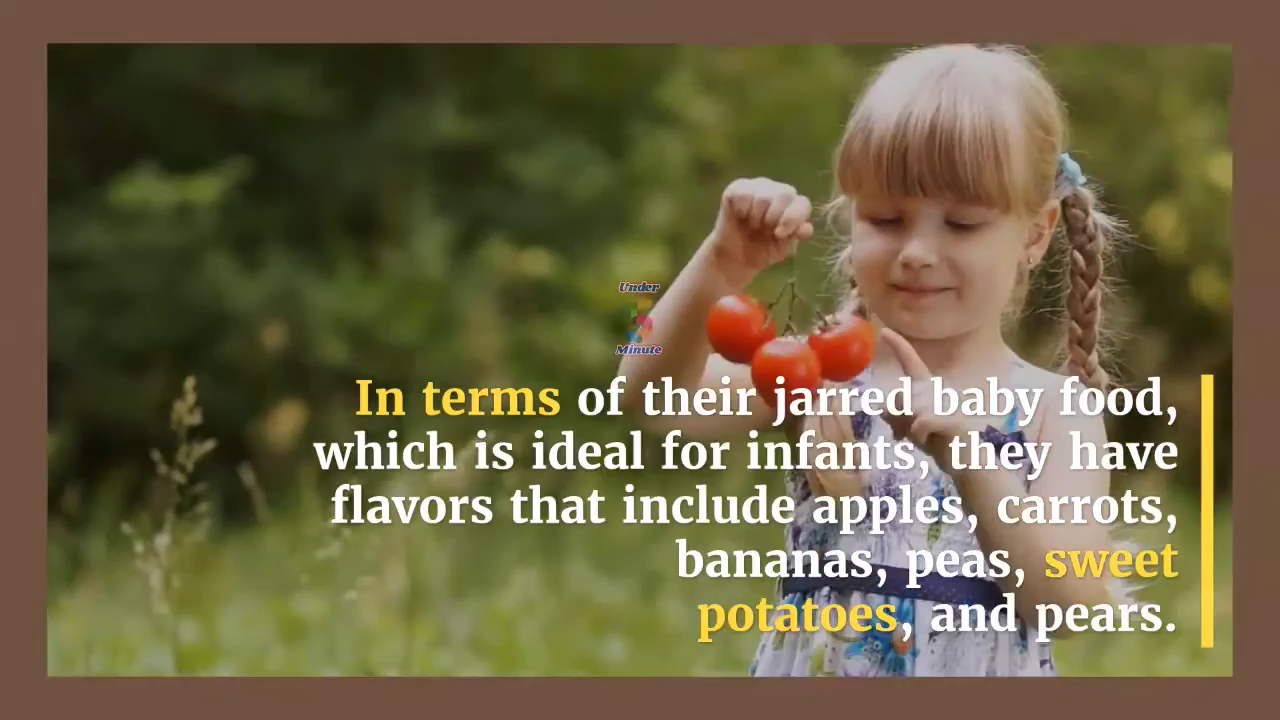 Under
Minute
In terms of their jarred baby food,
which is ideal for infants, they have
flavors that include apples, carrots,
bananas, peas, sweet
potatoes, and pears.